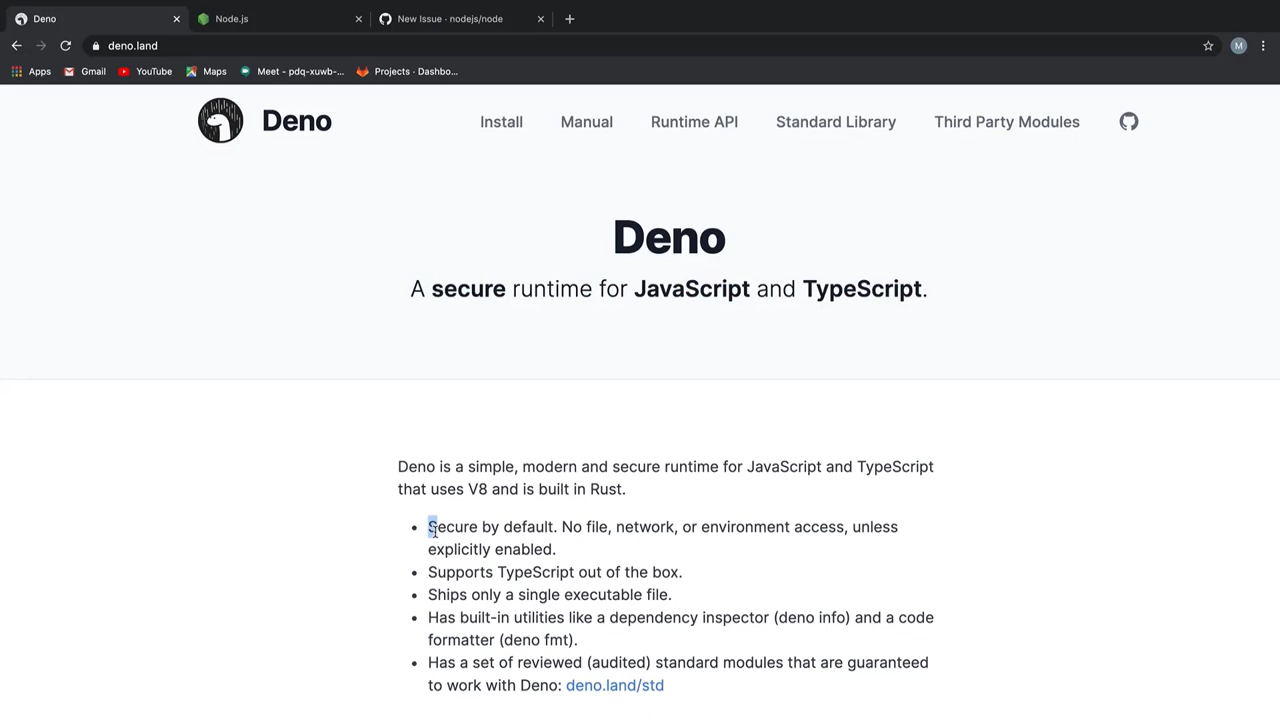 Deno
Node.js
New Issue · nodejs/node
deno.land
M
Apps
Gmail
YouTube
Maps
Meet - pdq-xuwb-...
Projects · Dashbo...
Deno
Install
Manual
Runtime API
Standard Library
Third Party Modules
Deno
A secure runtime for JavaScript and TypeScript.
Deno is a simple, modern and secure runtime for JavaScript and TypeScript
that uses V8 and is built in Rust.
Secure by default. No file, network, or environment access, unless
explicitly enabled.
Supports TypeScript out of the box.
Ships only a single executable file.
Has built-in utilities like a dependency inspector (deno info) and a code
formatter (deno fmt).
Has a set of reviewed (audited) standard modules that are guaranteed
to work with Deno: deno.land/std